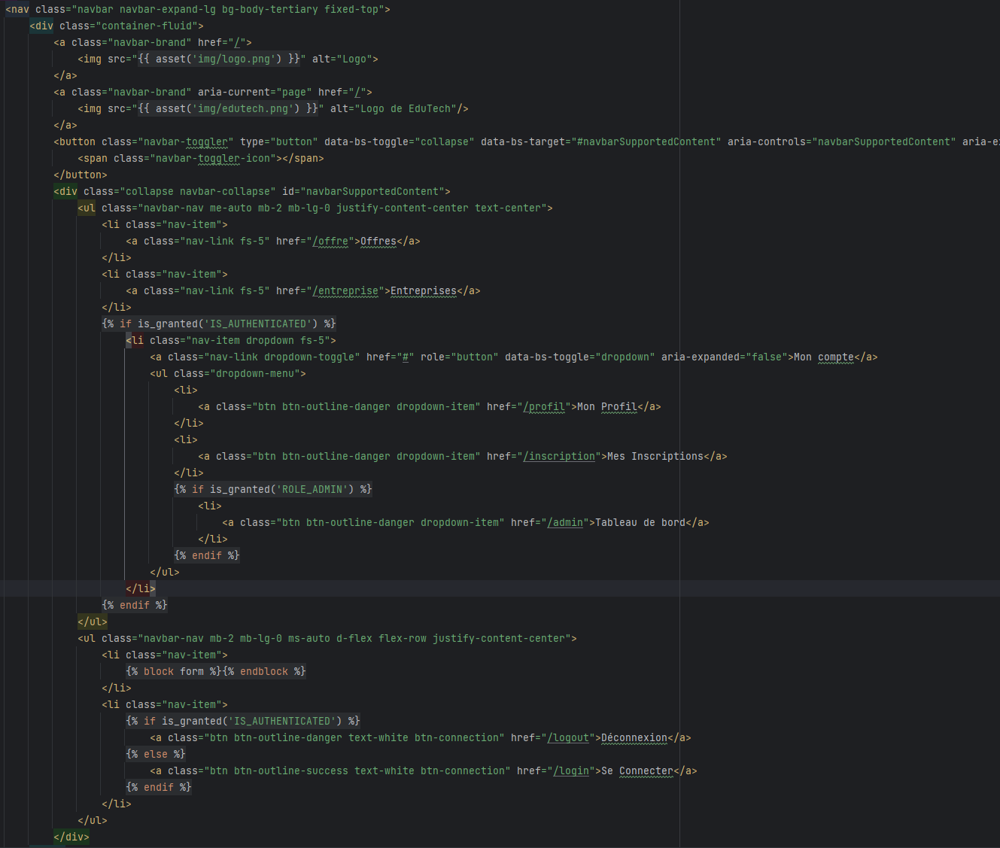 <nav class="navbar navbar-expand-lg bg-body-tertiary fixed-top">
<div class="container-fluid">
<a class="navbar-brand" href="/">
<img src="{{ asset('img/logo.png') }}" alt="Logo">
</a>
<a class="navbar-brand" aria-current="page" href="/">
<img src="{{ asset('img/edutech.png') }}" alt="Logo de EduTech"/>
</a>
<button class="navbar-toggler" type="button" data-bs-toggle="collapse" data-bs-target="#navbarSupportedContent" aria-controls="navbarSupportedContent" aria-e
<span class="navbar-toggler-icon"></span>
</button>
<div class="collapse navbar-collapse" id="navbarSupportedContent">
<ul class="navbar-nav me-auto mb-2 mb-lg-0 justify-content-center text-center">
<li class="nav-item">
<a class="nav-link fs-5" href="/offre">Offres</a>
</li>
<li class="nav-item">
<a class="nav-link fs-5" href="/entreprise">Entreprises</a>
</li>
{% if is_granted('IS_AUTHENTICATED') %}
<li class="nav-item dropdown fs-5">
<a class="nav-link dropdown-toggle" href="#" role="button" data-bs-toggle="dropdown" aria-expanded="false">Mon compte</a>
<ul class="dropdown-menu">
<li>
<a class="btn btn-outline-danger dropdown-item" href="/profil">Mon Profil</a>
</li>
<li>
<a class="btn btn-outline-danger dropdown-item" href="/inscription">Mes Inscriptions</a>
</li>
{% if is_granted('ROLE_ADMIN') %}
<li>
<a class="btn btn-outline-danger dropdown-item" href="/admin">Tableau de bord</a>
</li>
{% endif %}
</ul>
</li>
{% endif %}
</ul>
<ul class="navbar-nav mb-2 mb-lg-0 ms-auto d-flex flex-row justify-content-center">
<li class="nav-item">
{% block form %}{% endblock %}
</li>
<li class="nav-item">
{% if is_granted('IS_AUTHENTICATED') %}
<a class="btn btn-outline-danger text-white btn-connection" href="/logout">Déconnexion</a>
{% else %}
<a class="btn btn-outline-success text-white btn-connection" href="/login">Se Connecter</a>
{% endif %}
</li>
</ul>
</div>